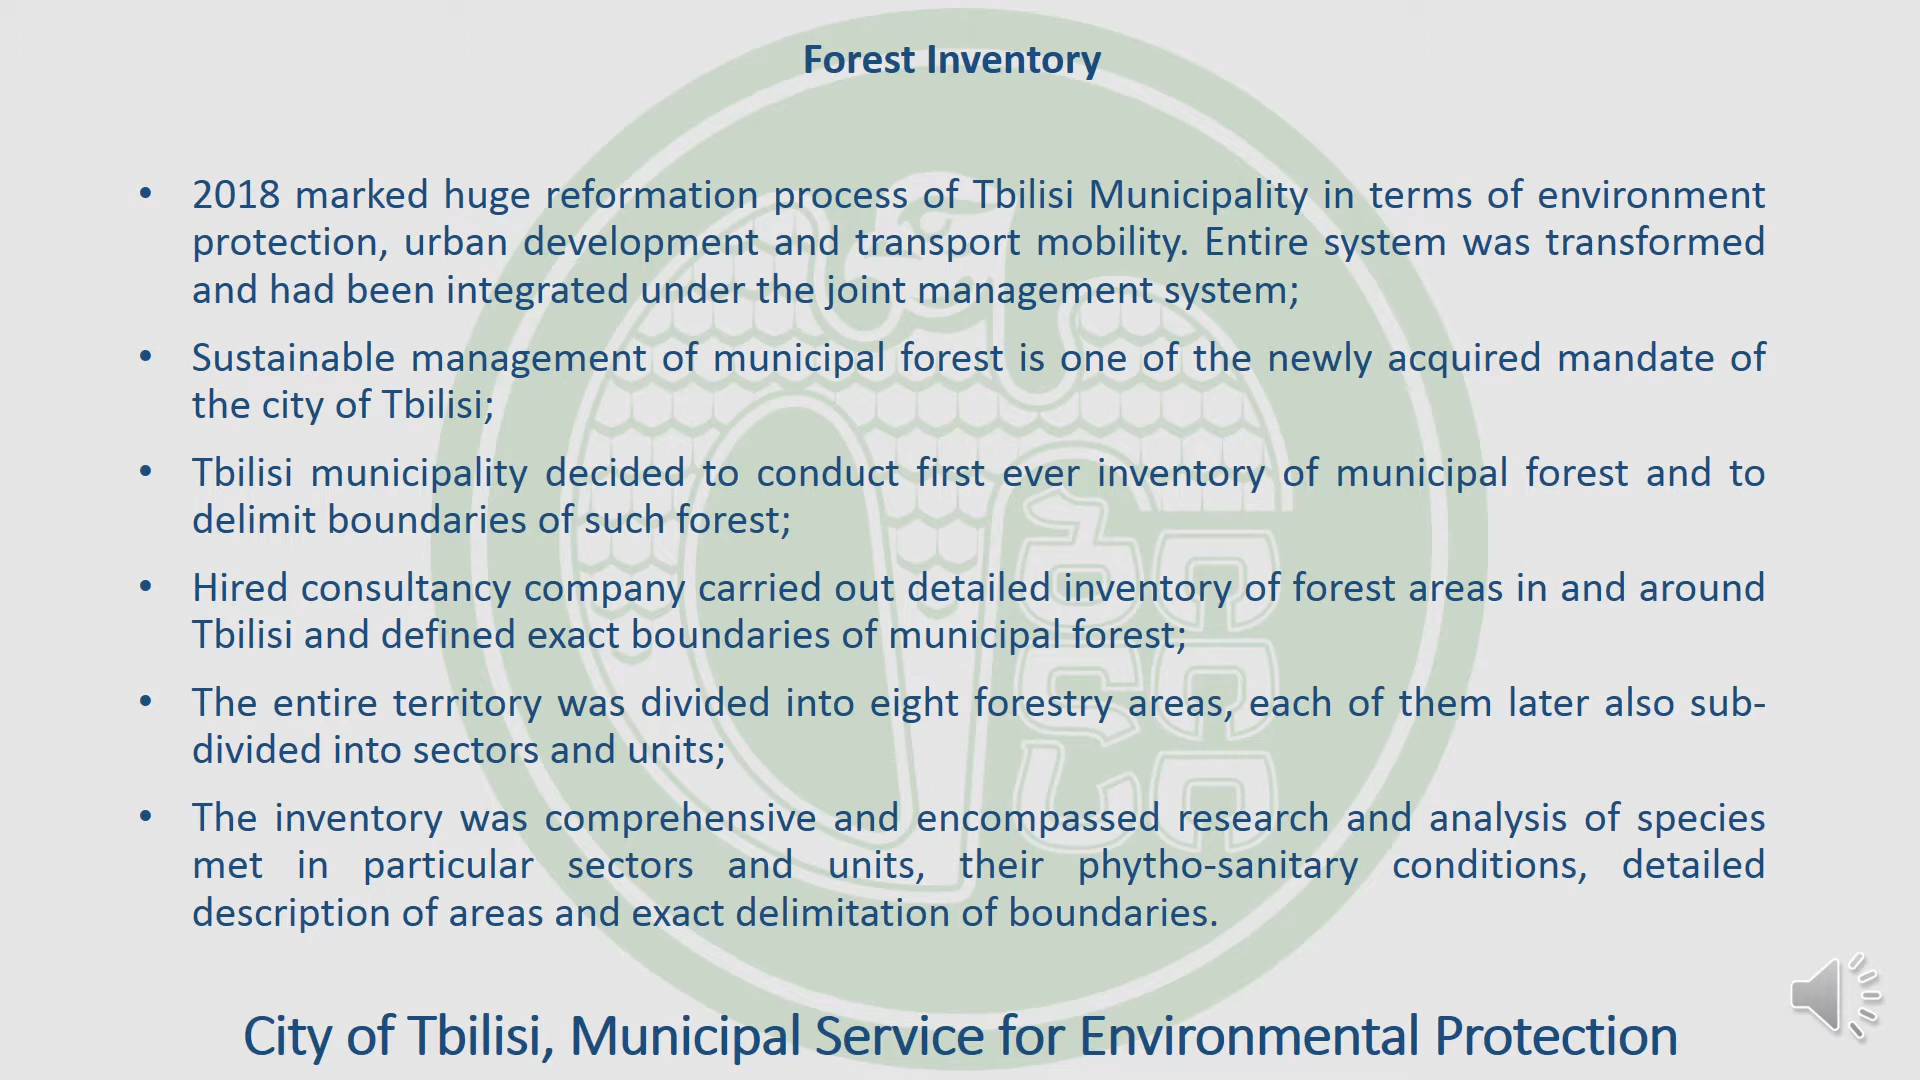 Forest Inventory
• 2018 marked huge reformation process of Tbilisi Municipality in terms of environment
protection, urban development and transport mobility. Entire system was transformed
and had been integrated under the joint management system;
• Sustainable management of municipal forest is one of the newly acquired mandate of
the city of Tbilisi;
• Tbilisi municipality decided to conduct first ever inventory of municipal forest and to
delimit boundaries of such forest;
• Hired consultancy company carried out detailed inventory of forest areas in and around
Tbilisi and defined exact boundaries of municipal forest;
• The entire territory was divided into eight forestry areas, each of them later also sub-
divided into sectors and units;
• The inventory was comprehensive and encompassed research and analysis of species
met in particular sectors and units, their phytho-sanitary conditions, detailed
description of areas and exact delimitation of boundaries.
City of Tbilisi, Municipal Service for Environmental Protection